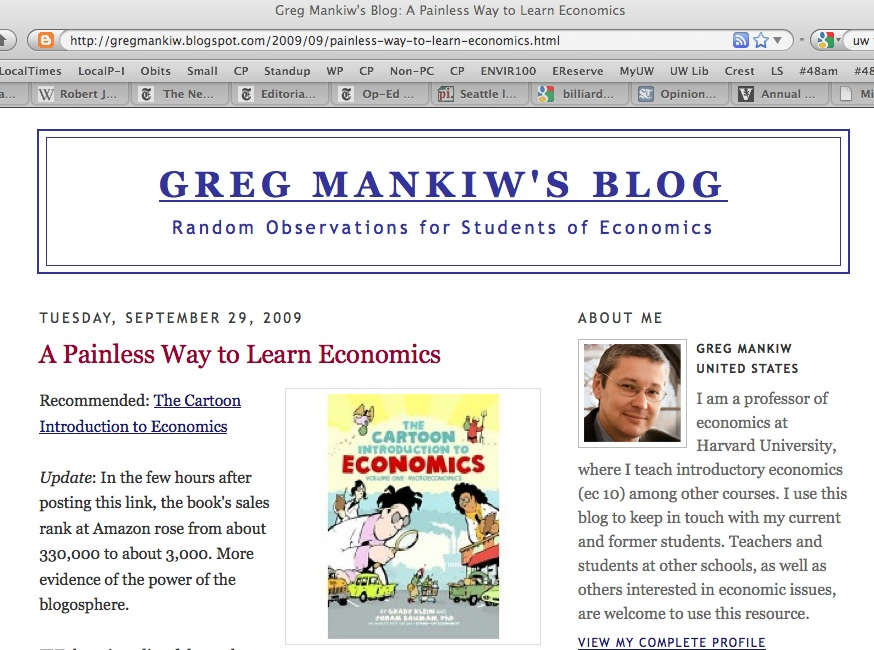 Greg Mankiw's Blog: A Painless Way to Learn Economics
http://gregmankiw.blogspot.com/2009/09/painless-way-to-learn-economics.html
uw
LocalTimes LocalP-I Obits Small CP Standup WP CP Non-PC CP ENVIR100 EReserve MyUW UW Lib Crest LS #48am #48
a... W Robert J... The Ne... Editoria... Op-Ed ... pi. Seattle l... billiard... Opinion... Annual ... Mi
GREG MANKIW'S BLOG
Random Observations for Students of Economics
TUESDAY, SEPTEMBER 29, 2009
A Painless Way to Learn Economics
Recommended: The Cartoon
Introduction to Economics
Update: In the few hours after
posting this link, the book's sales
rank at Amazon rose from about
330,000 to about 3,000. More
evidence of the power of the
blogosphere.
THE
CARTOON
INTRODUCTION TO
ECONOMICS
VOLUME ONE: MICROECONOMICS
BY GRADY KLEIN AND
YORAM BAUMAN, PhD
ABOUT ME
GREG MANKIW
UNITED STATES
I am a professor of
economics at
Harvard University,
where I teach introductory economics
(ec 10) among other courses. I use this
blog to keep in touch with my current
and former students. Teachers and
students at other schools, as well as
others interested in economic issues,
are welcome to use this resource.
VIEW MY COMPLETE PROFILE